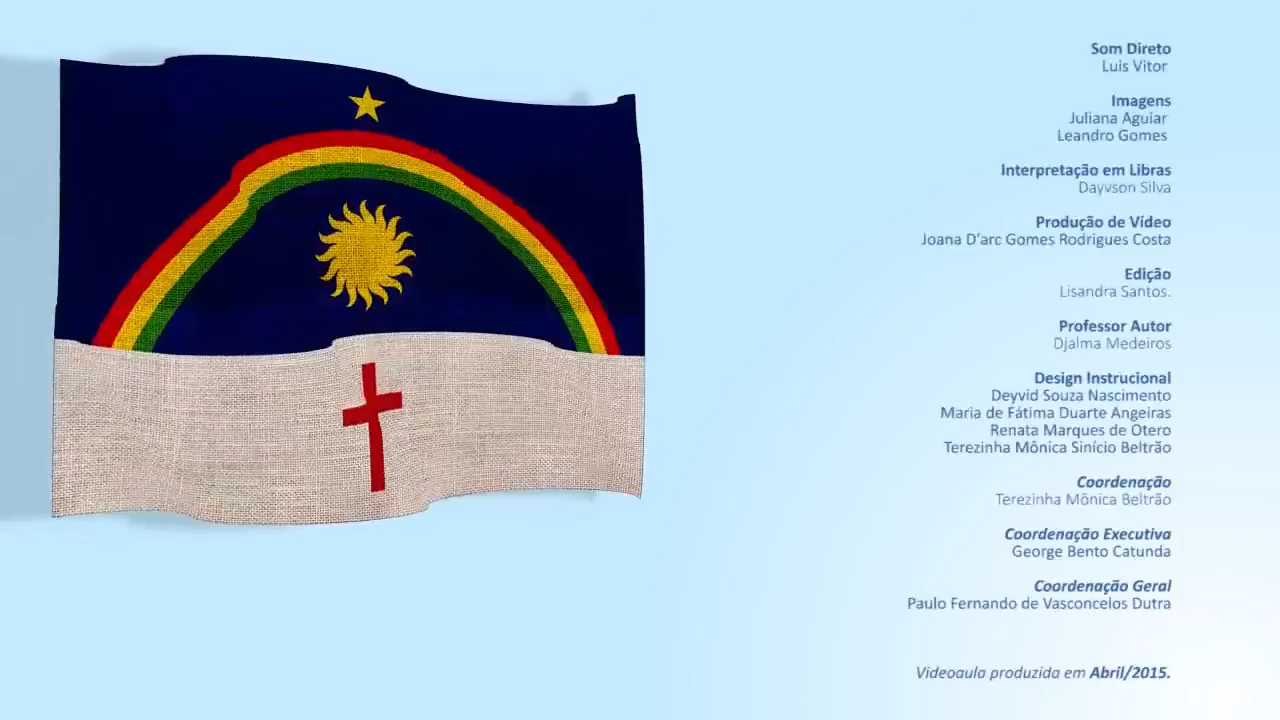 Som Direto
Luis Vitor
Imagens
Juliana Aguiar
Leandro Gomes
Interpretação em Libras
Dayvson Silva
Produção de Vídeo
Joana D'arc Gomes Rodrigues Costa
Edição
Lisandra Santos.
Professor Autor
Djalma Medeiros
Design Instrucional
Deyvid Souza Nascimento
Maria de Fátima Duarte Angeiras
Renata Marques de Otero
Terezinha Mônica Sinício Beltrão
Coordenação
Terezinha Mônica Beltrão
Coordenação Executiva
George Bento Catunda
Coordenação Geral
Paulo Fernando de Vasconcelos Dutra
Videoaula produzida em Abril/2015.